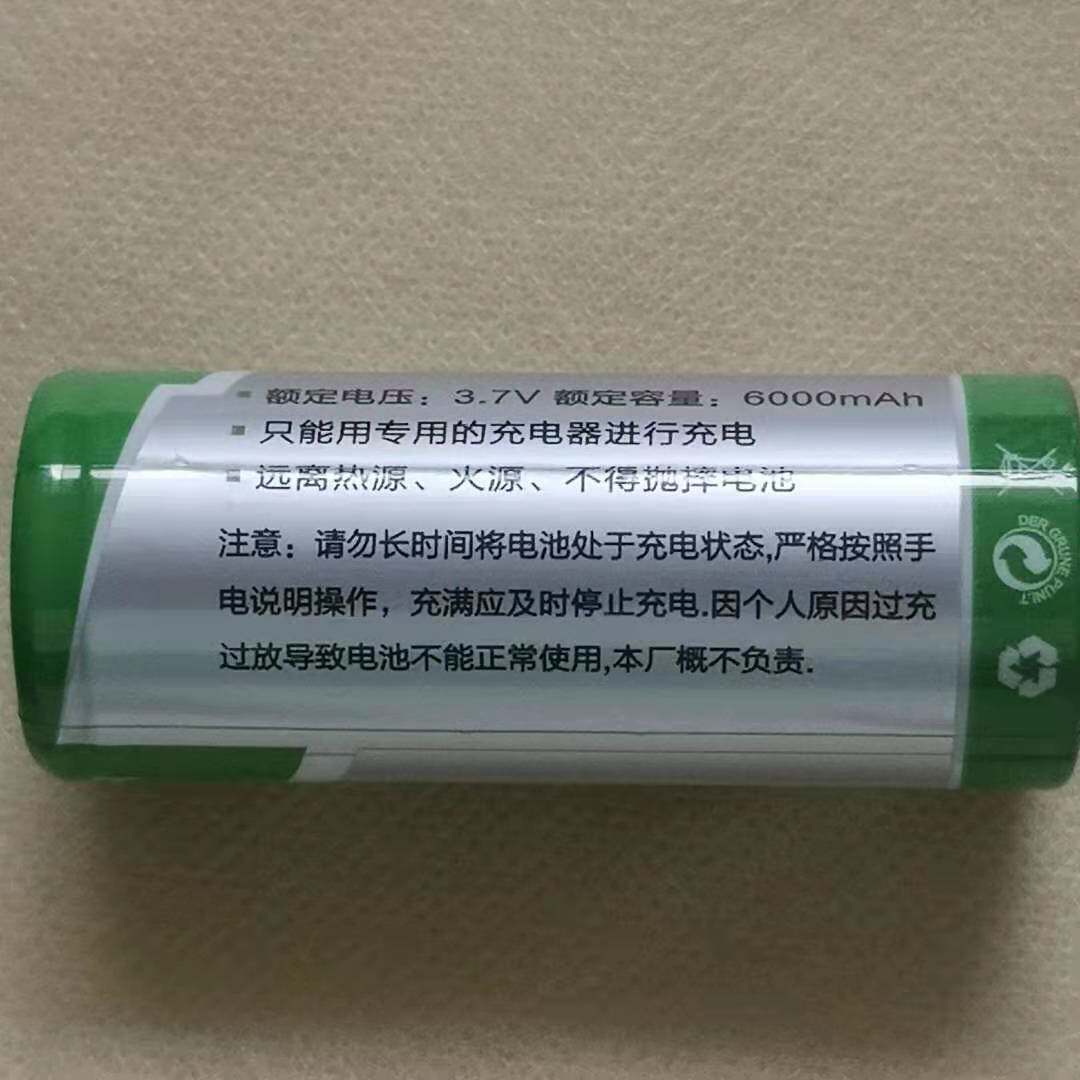 ▪ 额定电压：3.7V 额定容量：6000mAh
▪ 只能用专用的充电器进行充电
▪ 远离热源、火源、不得抛摔电池
注意：请勿长时间将电池处于充电状态,严格按照手
电说明操作，充满应及时停止充电.因个人原因过充
过放导致电池不能正常使用,本厂概不负责.
DER GRUNE PUNLT